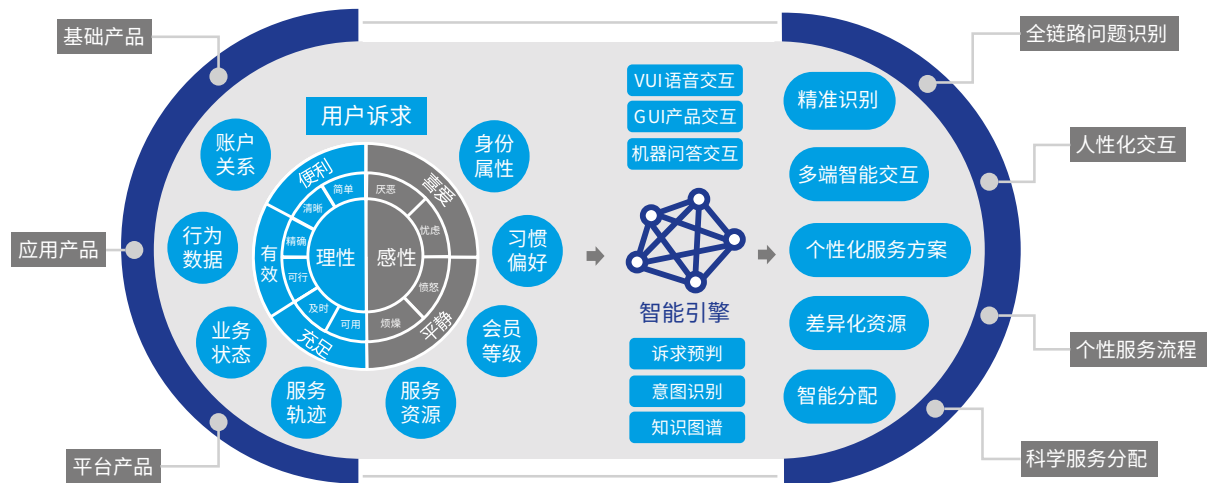 基础产品
应用产品
平台产品
用户诉求
账户
关系
行为
数据
业务
状态
服务
轨迹
服务
资源
会员
等级
习惯
偏好
身份
属性
便利
有
效
充足
简单
清晰
精确
可行
及时
可用
理性
感性
厌恶
忧虑
愤怒
烦燥
喜爱
平静
VUI语音交互
GUI产品交互
机器问答交互
智能引擎
诉求预判
意图识别
知识图谱
精准识别
多端智能交互
个性化服务方案
差异化资源
智能分配
全链路问题识别
人性化交互
个性服务流程
科学服务分配